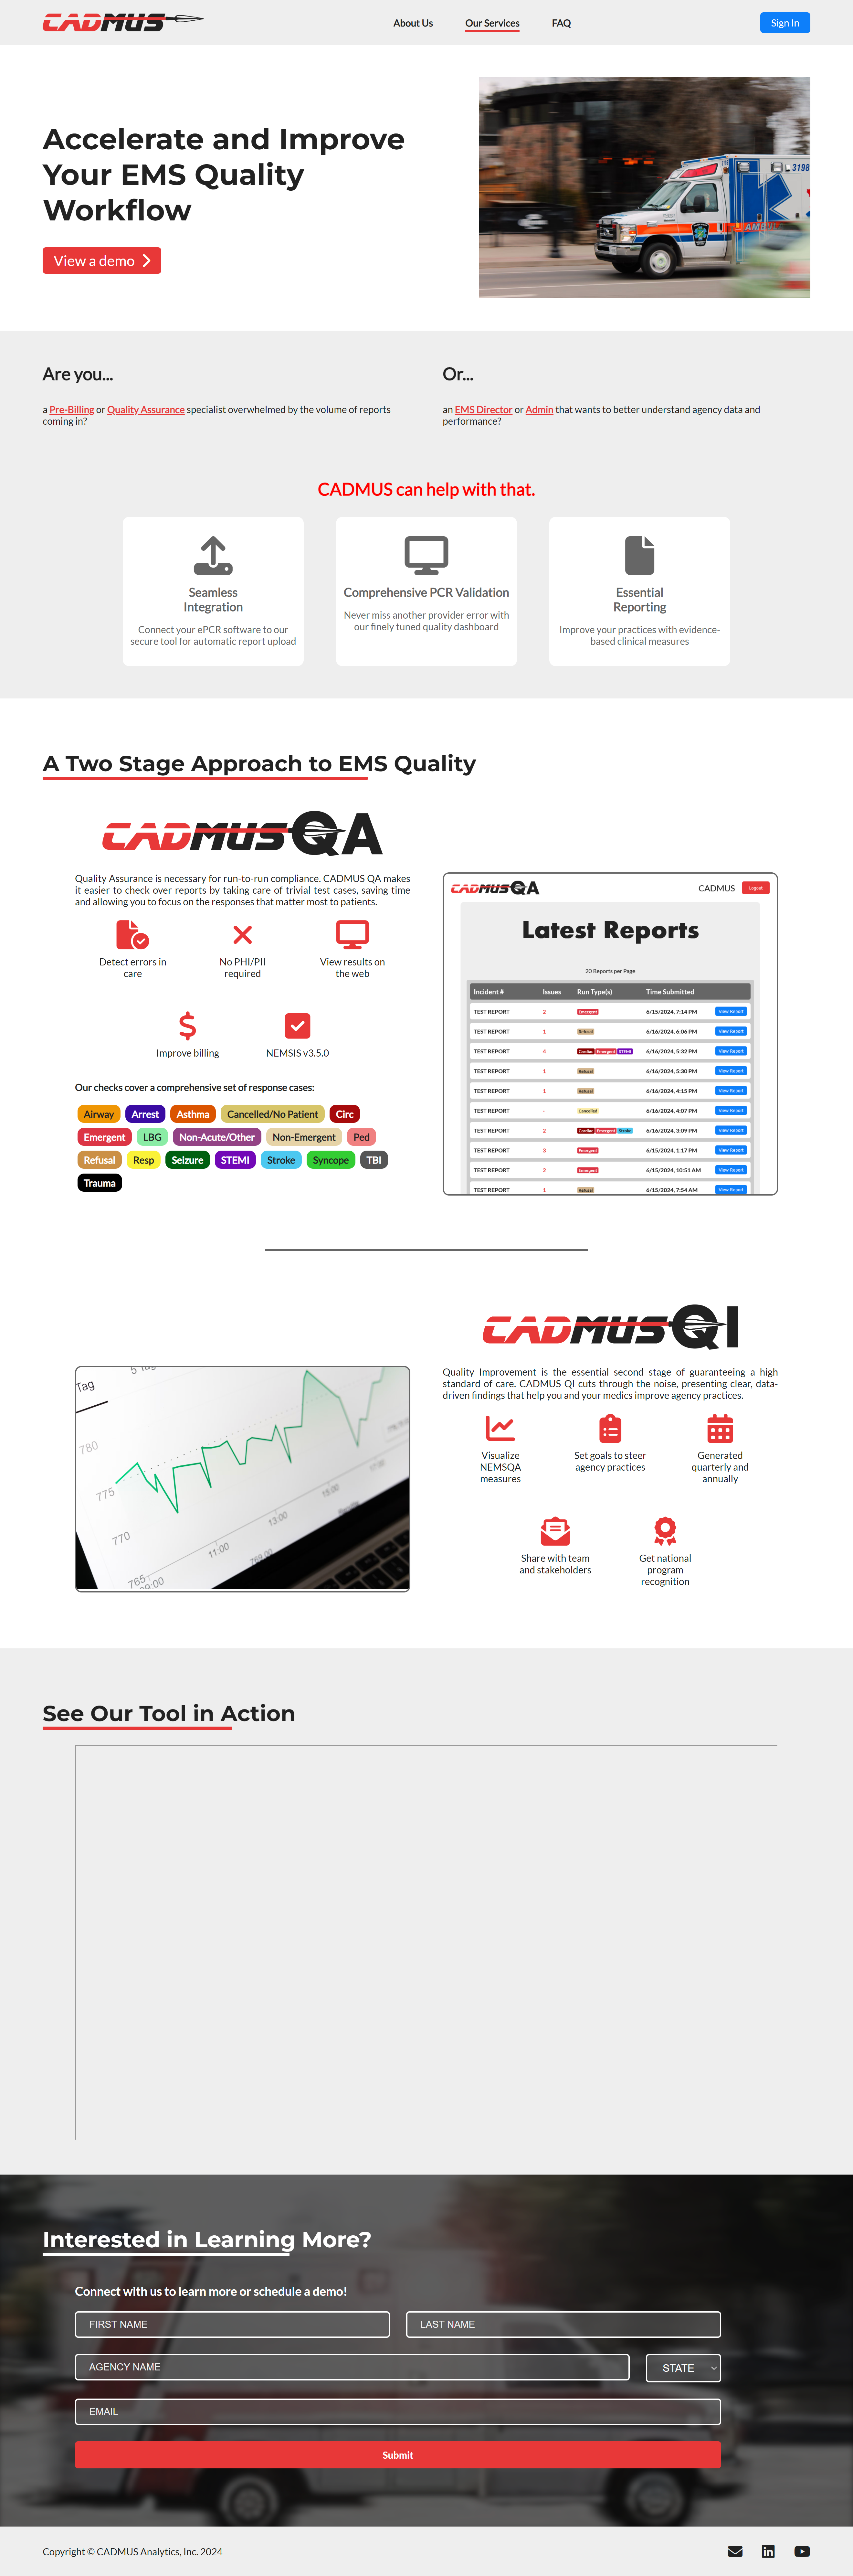 CADMUS
About Us
Our Services
FAQ
Sign In
Accelerate and Improve
Your EMS Quality
Workflow
View a demo
3198
Are you...
a Pre-Billing or Quality Assurance specialist overwhelmed by the volume of reports
coming in?
Or...
an EMS Director or Admin that wants to better understand agency data and
performance?
CADMUS can help with that.
Seamless
Integration
Connect your ePCR software to our
secure tool for automatic report upload
Comprehensive PCR Validation
Never miss another provider error with
our finely tuned quality dashboard
Essential
Reporting
Improve your practices with evidence-
based clinical measures
A Two Stage Approach to EMS Quality
CADMUSQA
Quality Assurance is necessary for run-to-run compliance. CADMUS QA makes
it easier to check over reports by taking care of trivial test cases, saving time
and allowing you to focus on the responses that matter most to patients.
Detect errors in
care
No PHI/PII
required
View results on
the web
Improve billing
NEMSIS v3.5.0
Our checks cover a comprehensive set of response cases:
Airway Arrest Asthma Cancelled/No Patient Circ
Emergent LBG Non-Acute/Other Non-Emergent Ped
Refusal Resp Seizure STEMI Stroke Syncope TBI
Trauma
CADMUSQA CADMUS Logout
Latest Reports
20 Reports per Page
Incident # Issues Run Type(s) Time Submitted
TEST REPORT 2 Emergent 6/15/2024, 7:14 PM View Report
TEST REPORT 1 Refusal 6/16/2024, 6:06 PM View Report
TEST REPORT 4 Cardiac Emergent STEMI 6/16/2024, 5:32 PM View Report
TEST REPORT 1 Refusal 6/16/2024, 5:30 PM View Report
TEST REPORT 1 Refusal 6/16/2024, 4:15 PM View Report
TEST REPORT - Cancelled 6/16/2024, 4:07 PM View Report
TEST REPORT 2 Cardiac Emergent Stroke 6/16/2024, 3:09 PM View Report
TEST REPORT 3 Emergent 6/15/2024, 1:17 PM View Report
TEST REPORT 2 Emergent 6/15/2024, 10:51 AM View Report
TEST REPORT 1 Refusal 6/15/2024, 7:54 AM View Report
Tag
780
775
770
765
09:00
11:00
13:00
15:00
17:00
CADMUSQI
Quality Improvement is the essential second stage of guaranteeing a high
standard of care. CADMUS QI cuts through the noise, presenting clear, data-
driven findings that help you and your medics improve agency practices.
Visualize
NEMSQA
measures
Set goals to steer
agency practices
Generated
quarterly and
annually
Share with team
and stakeholders
Get national
program
recognition
See Our Tool in Action
Interested in Learning More?
Connect with us to learn more or schedule a demo!
FIRST NAME
LAST NAME
AGENCY NAME
STATE
EMAIL
Submit
Copyright © CADMUS Analytics, Inc. 2024